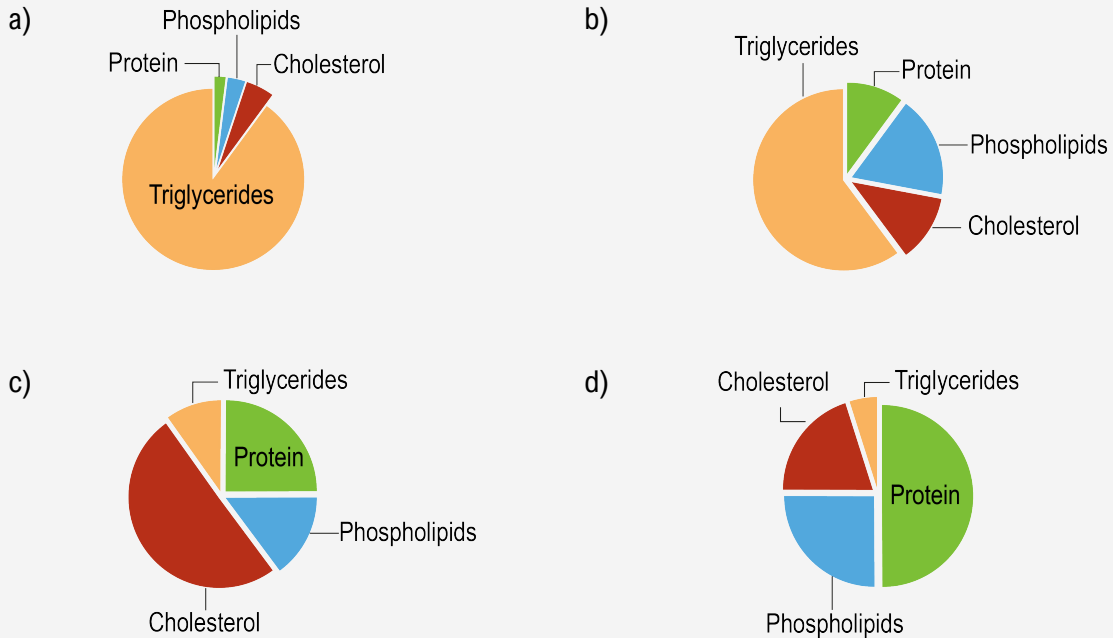 a)
Phospholipids
Protein
Cholesterol
Triglycerides
b)
Triglycerides
Protein
Phospholipids
Cholesterol
c)
Triglycerides
Protein
Phospholipids
Cholesterol
d)
Cholesterol
Triglycerides
Protein
Phospholipids